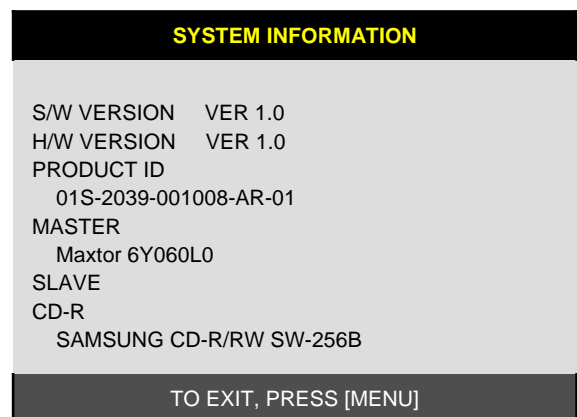 SYSTEM INFORMATION
S/W VERSION VER 1.0
H/W VERSION VER 1.0
PRODUCT ID
01S-2039-001008-AR-01
MASTER
Maxtor 6Y060L0
SLAVE
CD-R
SAMSUNG CD-R/RW SW-256B
TO EXIT, PRESS [MENU]